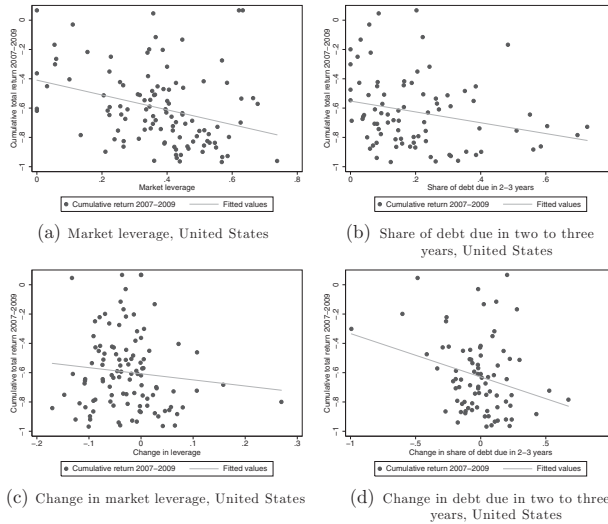 Cumulative total return 2007–2009
0
-.2
-.4
-.6
-.8
-1
0 .2 .4 .6 .8
Market leverage
Cumulative return 2007–2009 Fitted values
(a) Market leverage, United States
Cumulative total return 2007–2009
0
-.2
-.4
-.6
-.8
-1
0 .2 .4 .6 .8
Share of debt due in 2–3 years
Cumulative return 2007–2009 Fitted values
(b) Share of debt due in two to three
years, United States
Cumulative total return 2007–2009
0
-.2
-.4
-.6
-.8
-1
-0.2 -0.1 0.0 0.1 0.2 0.3
Change in leverage
Cumulative return 2007–2009 Fitted values
(c) Change in market leverage, United States
Cumulative total return 2007–2009
0
-.2
-.4
-.6
-.8
-1
-1 -.5 0 .5 1
Change in share of debt due in 2–3 years
Cumulative return 2007–2009 Fitted values
(d) Change in debt due in two to three
years, United States